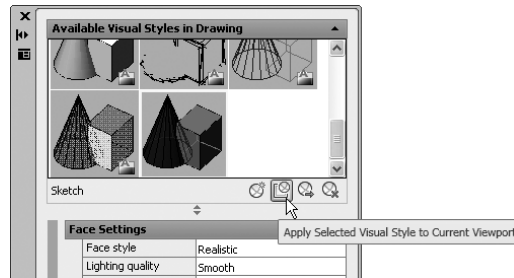 Available Visual Styles in Drawing
Sketch
Apply Selected Visual Style to Current Viewport
Face Settings
Face style Realistic
Lighting quality Smooth